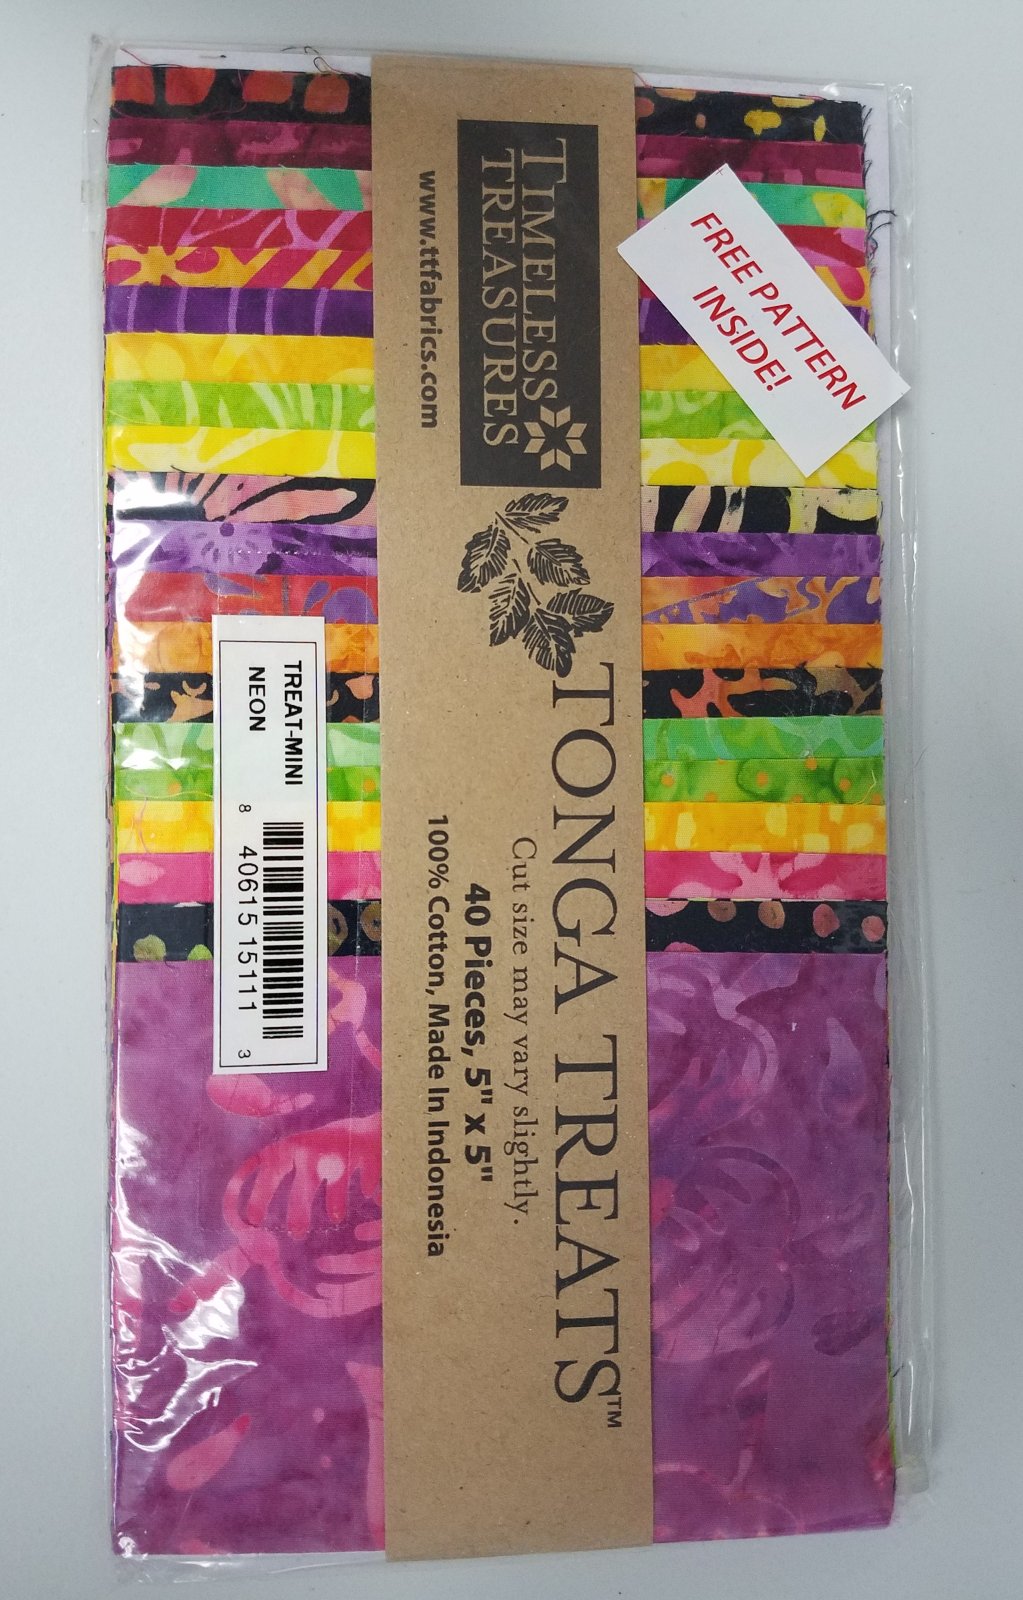 TIMELESS
TREASURES
www.ttfabrics.com
TONGA TREATS™
Cut size may vary slightly.
40 Pieces, 5" x 5"
100% Cotton, Made In Indonesia
FREE PATTERN
INSIDE!
TREAT-MINI
NEON
8 40615 15111 3